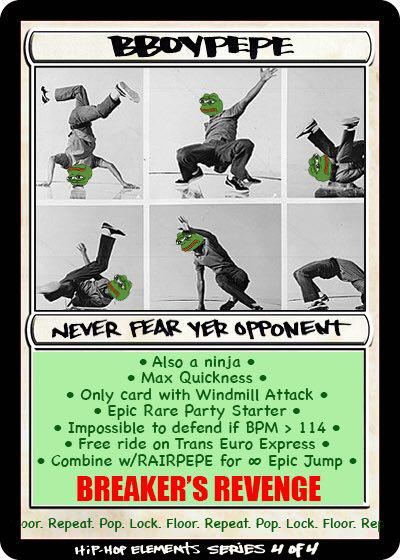 BBOYPEPE
NEVER FEAR YER OPPONENT
• Also a ninja •
• Max Quickness •
• Only card with Windmill Attack •
• Epic Rare Party Starter •
• Impossible to defend if BPM > 114 •
• Free ride on Trans Euro Express •
• Combine w/RAIRPEPE for ∞ Epic Jump •
BREAKER'S REVENGE
oor. Repeat. Pop. Lock. Floor. Repeat. Pop. Lock. Floor. Rep
HIP-HOP ELEMENTS SERIES 4 OF 4